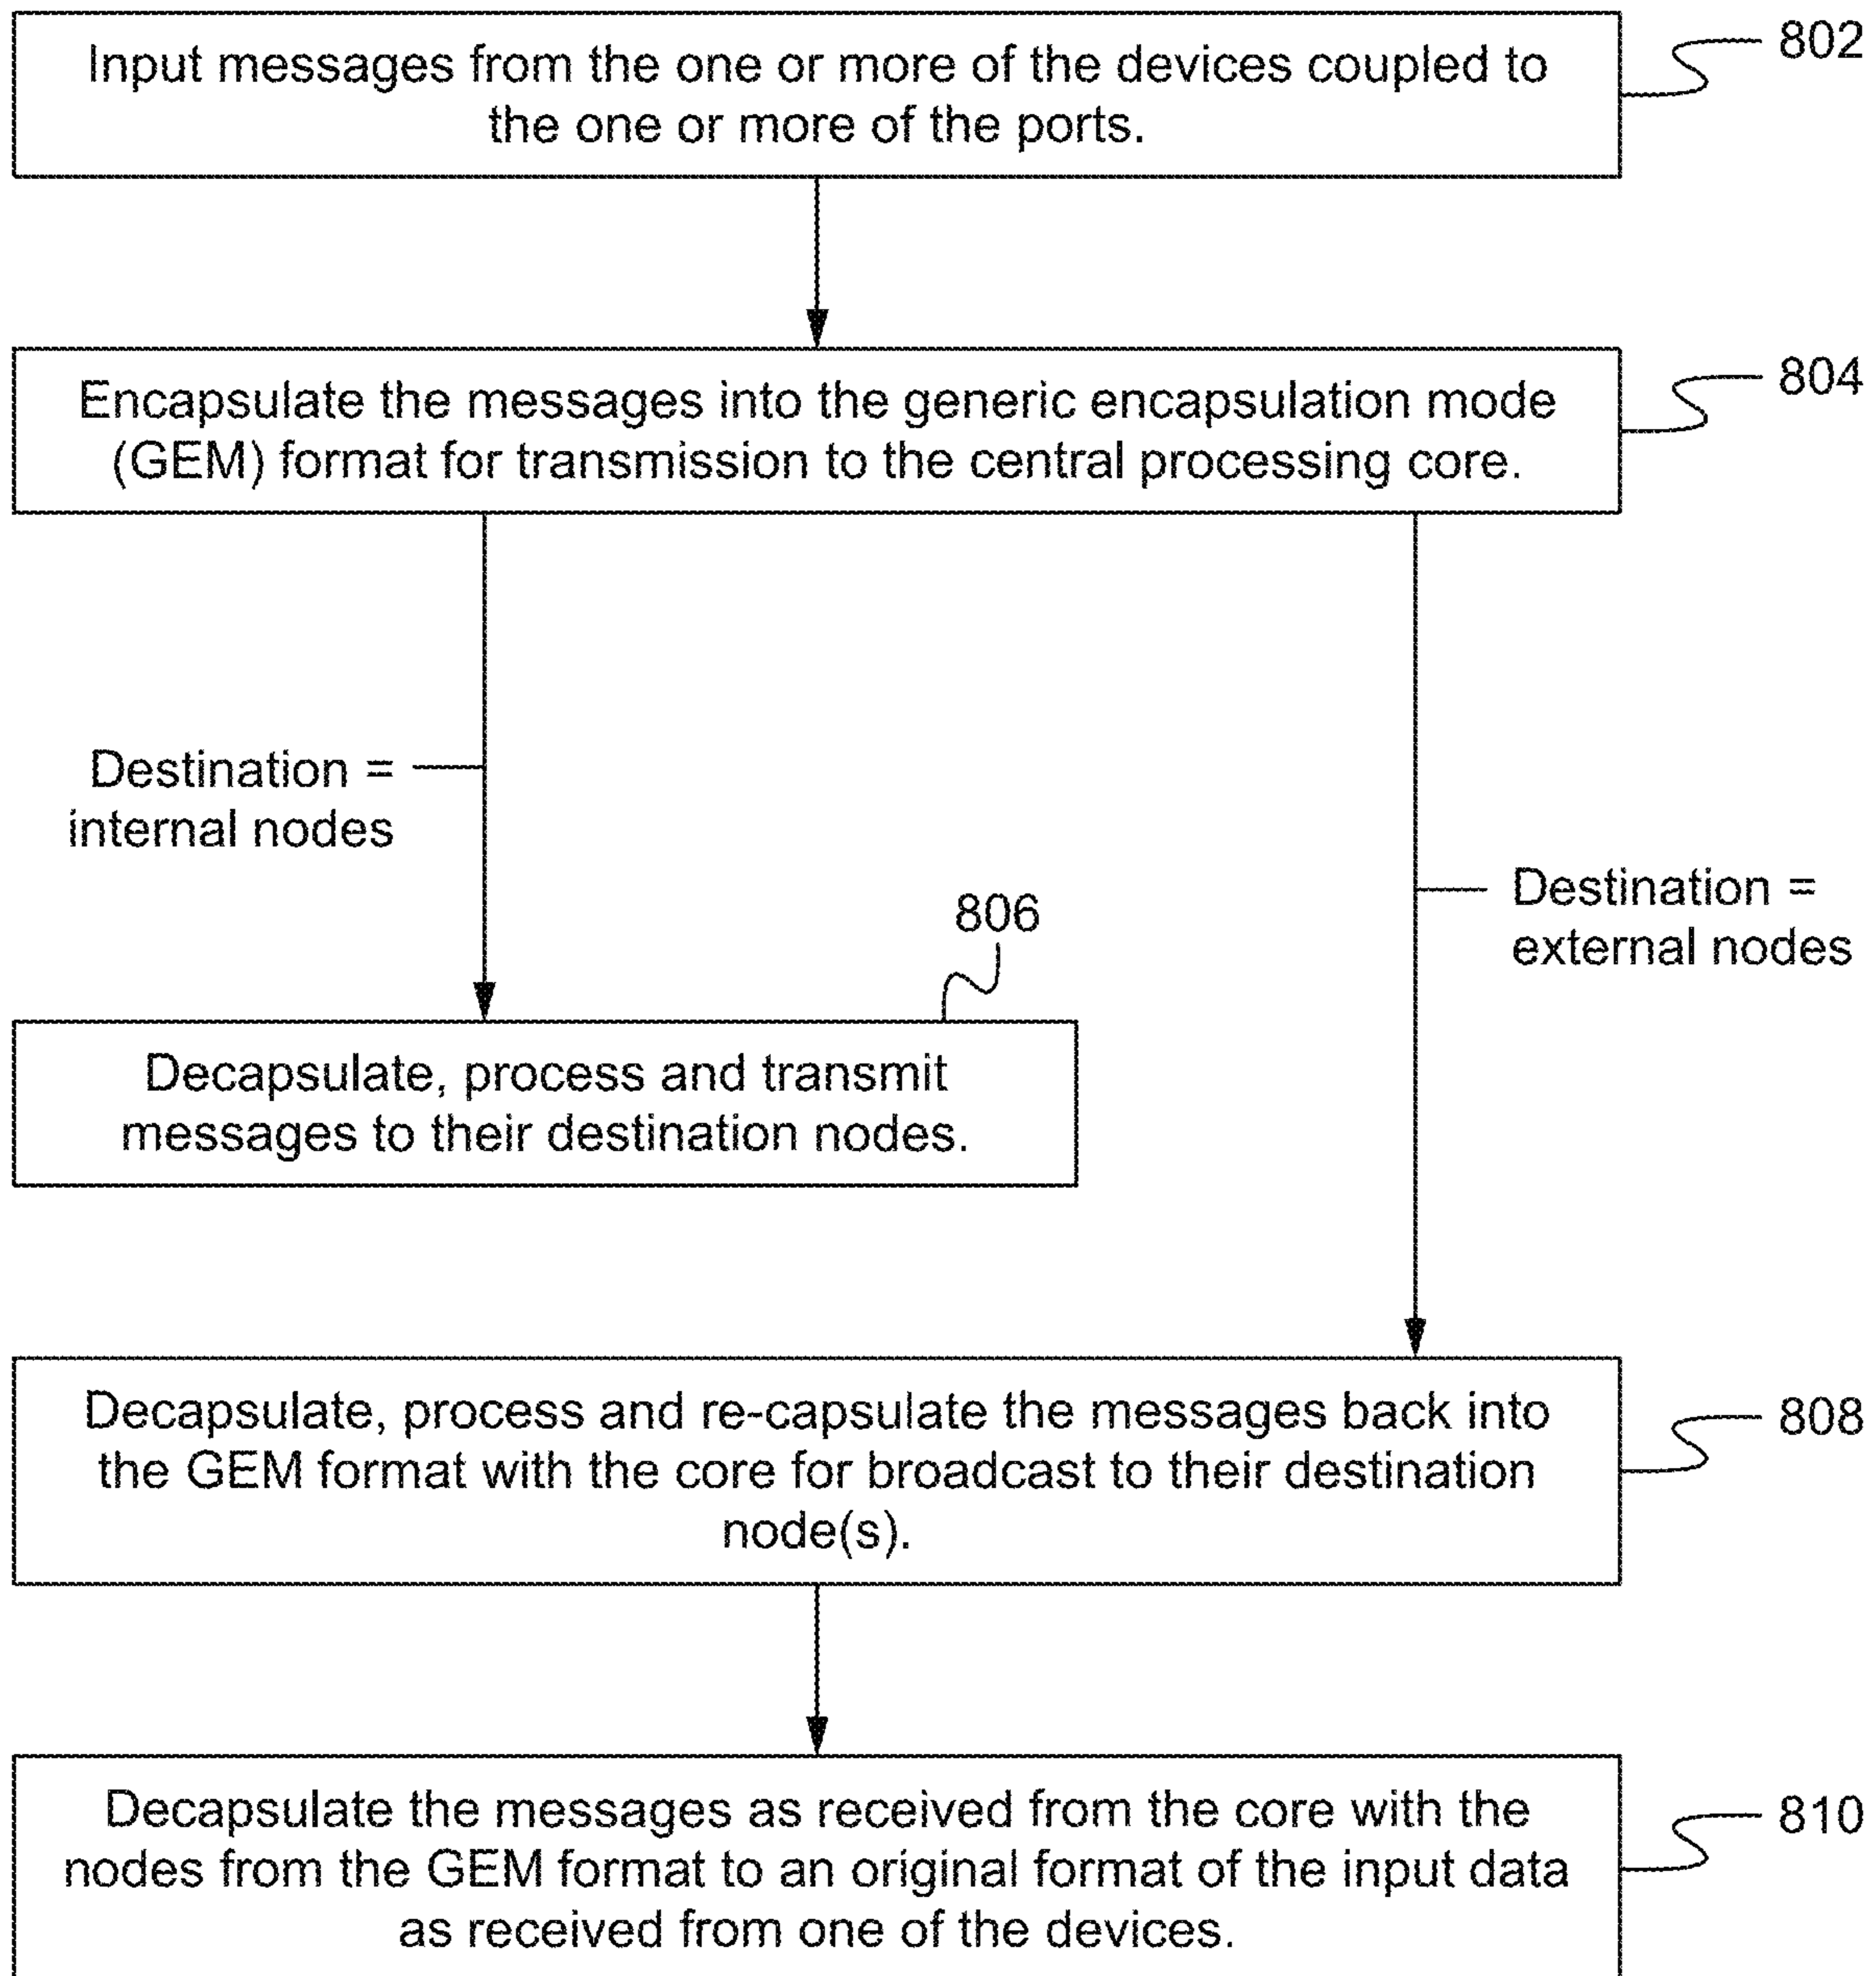 Input messages from the one or more of the devices coupled to
the one or more of the ports.
802
Encapsulate the messages into the generic encapsulation mode
(GEM) format for transmission to the central processing core.
804
Destination =
internal nodes
Destination =
external nodes
806
Decapsulate, process and transmit
messages to their destination nodes.
Decapsulate, process and re-capsulate the messages back into
the GEM format with the core for broadcast to their destination
node(s).
808
Decapsulate the messages as received from the core with the
nodes from the GEM format to an original format of the input data
as received from one of the devices.
810